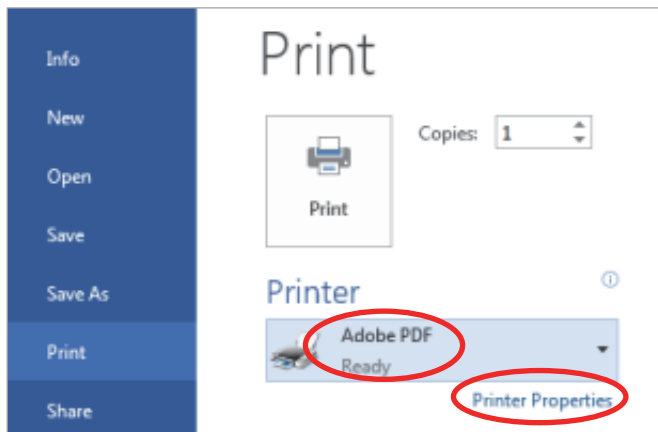 Info
New
Open
Save
Save As
Print
Share
Print
Print
Copies: 1
Printer
Adobe PDF
Ready
Printer Properties